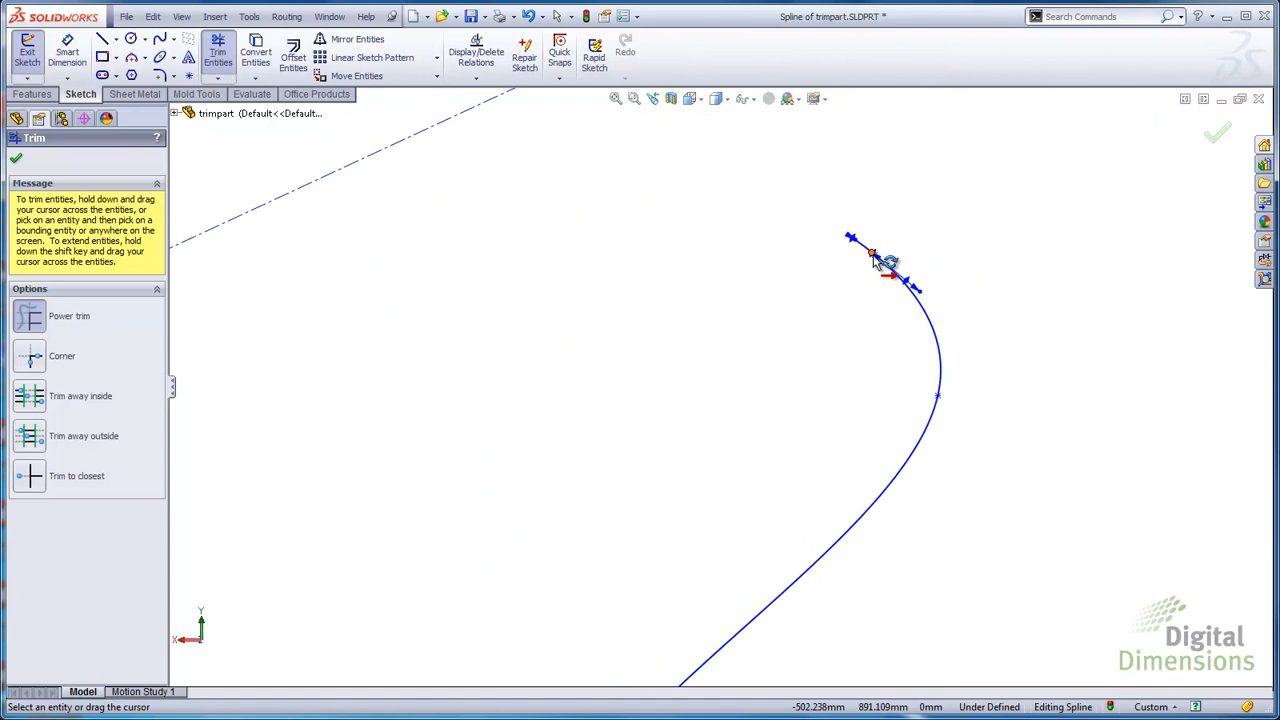 SOLIDWORKS File Edit View Insert Tools Routing Window Help Spline of trimpart.SLDPRT * Search Commands ?
Exit Sketch
Smart Dimension
Trim Entities
Convert Entities
Offset Entities
Mirror Entities
Linear Sketch Pattern
Move Entities
Display/Delete Relations
Repair Sketch
Quick Snaps
Rapid Sketch
Redo
Features Sketch Sheet Metal Mold Tools Evaluate Office Products
trimpart (Default<<Default...
Trim ?
Message
To trim entities, hold down and drag
your cursor across the entities, or
pick on an entity and then pick on a
bounding entity or anywhere on the
screen. To extend entities, hold
down the shift key and drag your
cursor across the entities.
Options
Power trim
Corner
Trim away inside
Trim away outside
Trim to closest
Y
X
Digital
Dimensions
Model Motion Study 1
Select an entity or drag the cursor -502.238mm 891.109mm 0mm Under Defined Editing Spline Custom ?